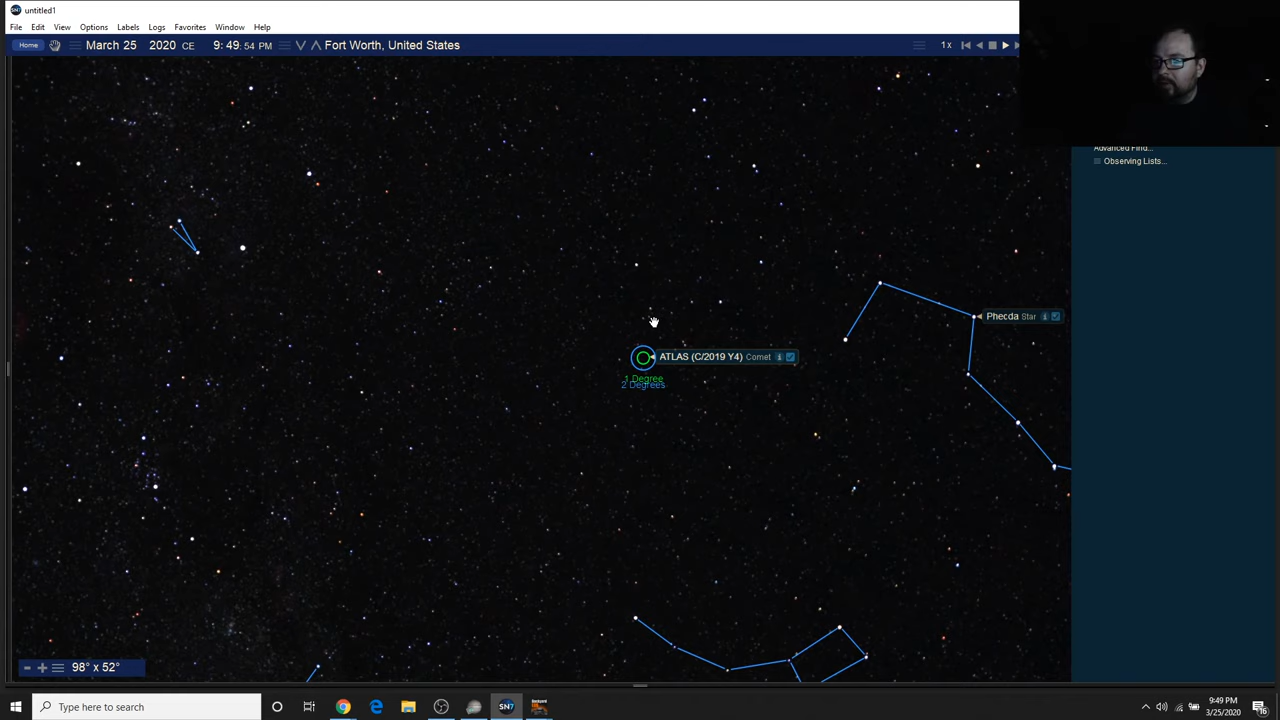 SN7 untitled1
File Edit View Options Labels Logs Favorites Window Help
Home March 25 2020 CE 9: 49: 54 PM Fort Worth, United States 1x
Advanced Find...
Observing Lists...
Phecda Star i
ATLAS (C/2019 Y4) Comet i
1 Degree
2 Degrees
98° x 52°
Type here to search
SN7
9:49 PM
3/25/2020